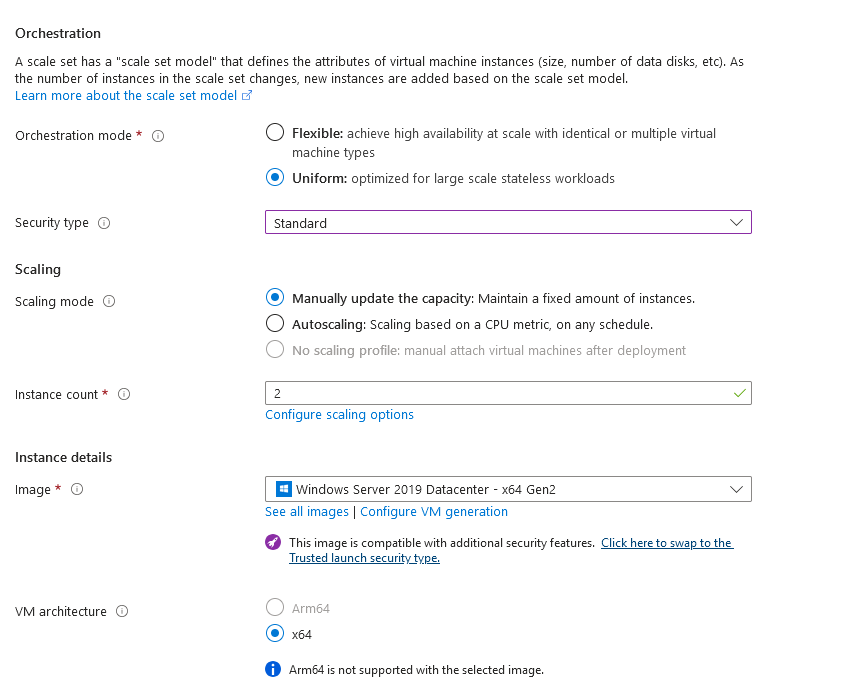 Orchestration
A scale set has a "scale set model" that defines the attributes of virtual machine instances (size, number of data disks, etc). As
the number of instances in the scale set changes, new instances are added based on the scale set model.
Learn more about the scale set model
Orchestration mode *
Flexible: achieve high availability at scale with identical or multiple virtual
machine types
Uniform: optimized for large scale stateless workloads
Security type
Standard
Scaling
Scaling mode
Manually update the capacity: Maintain a fixed amount of instances.
Autoscaling: Scaling based on a CPU metric, on any schedule.
No scaling profile: manual attach virtual machines after deployment
Instance count *
2
Configure scaling options
Instance details
Image *
Windows Server 2019 Datacenter - x64 Gen2
See all images | Configure VM generation
This image is compatible with additional security features. Click here to swap to the
Trusted launch security type.
VM architecture
Arm64
x64
Arm64 is not supported with the selected image.